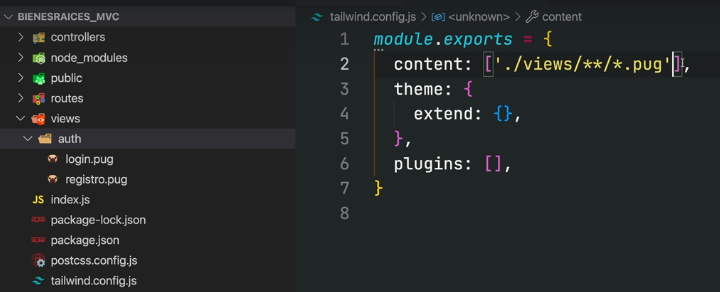 BIENESRAICES_MVC
controllers
node_modules
public
routes
views
auth
login.pug
registro.pug
index.js
package-lock.json
package.json
postcss.config.js
tailwind.config.js
tailwind.config.js > <unknown> > content
1 module.exports = {
2 content: ['./views/**/*.pug'],
3 theme: {
4 extend: {},
5 },
6 plugins: [],
7 }
8